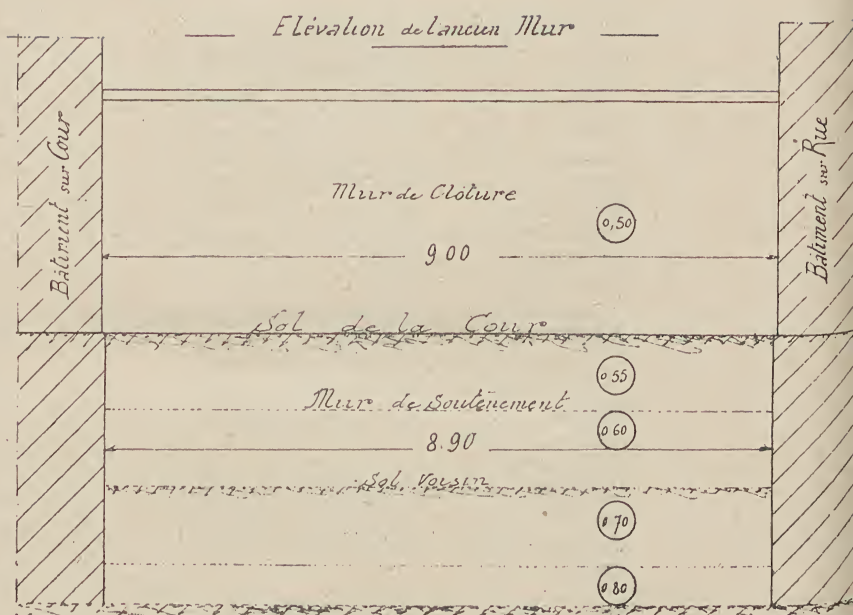 Elévation de l'ancien Mur
Bâtiment sur Cour
Mur de Clôture
0,50
9 00
Bâtiment sur Rue
Sol de la Cour
0 55
Mur de Soutènement
0 60
8.90
Sol Voisin
0 70
0 80